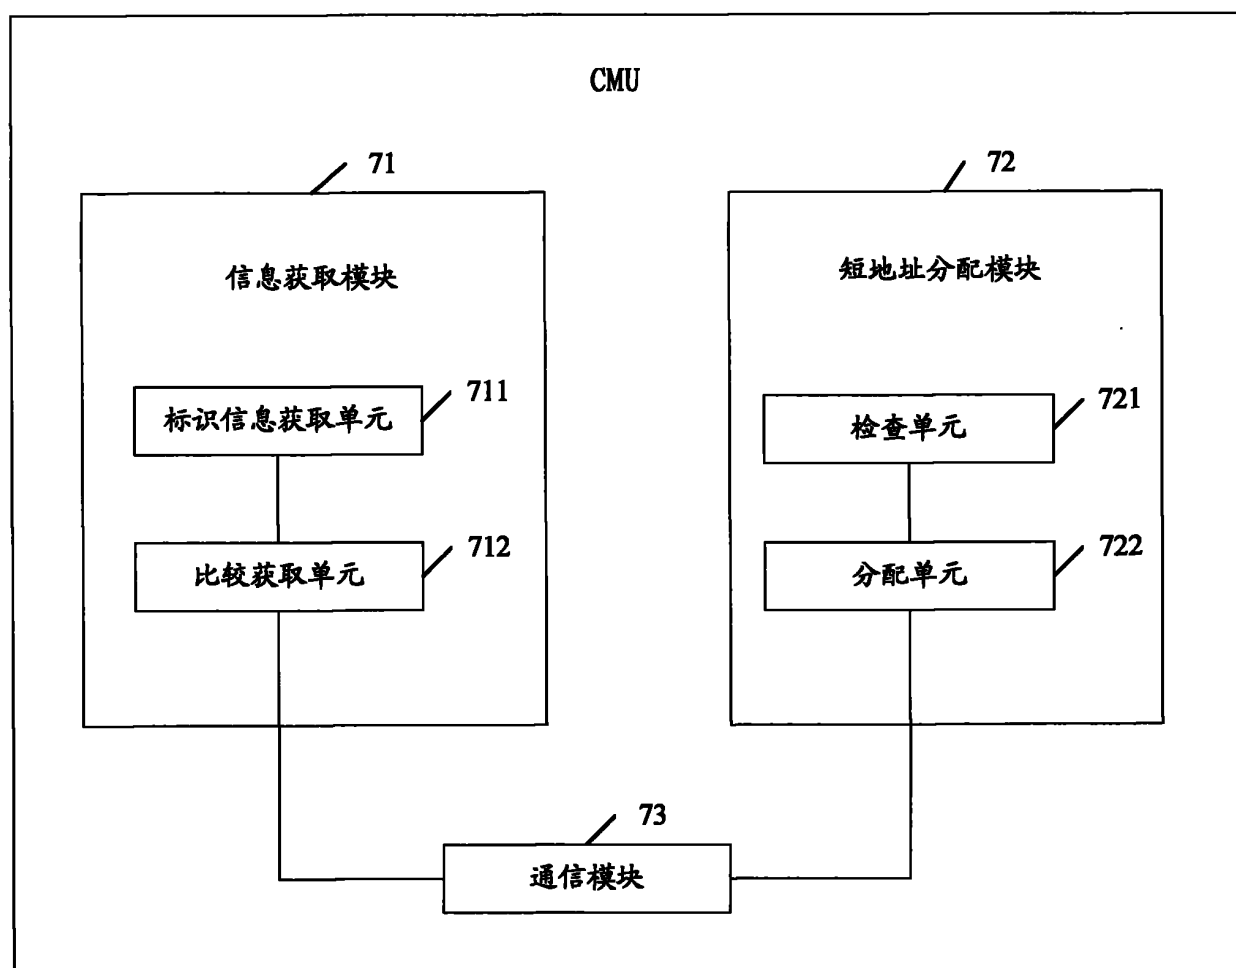 CMU
71
72
信息获取模块
短地址分配模块
711
标识信息获取单元
721
检查单元
712
比较获取单元
722
分配单元
73
通信模块